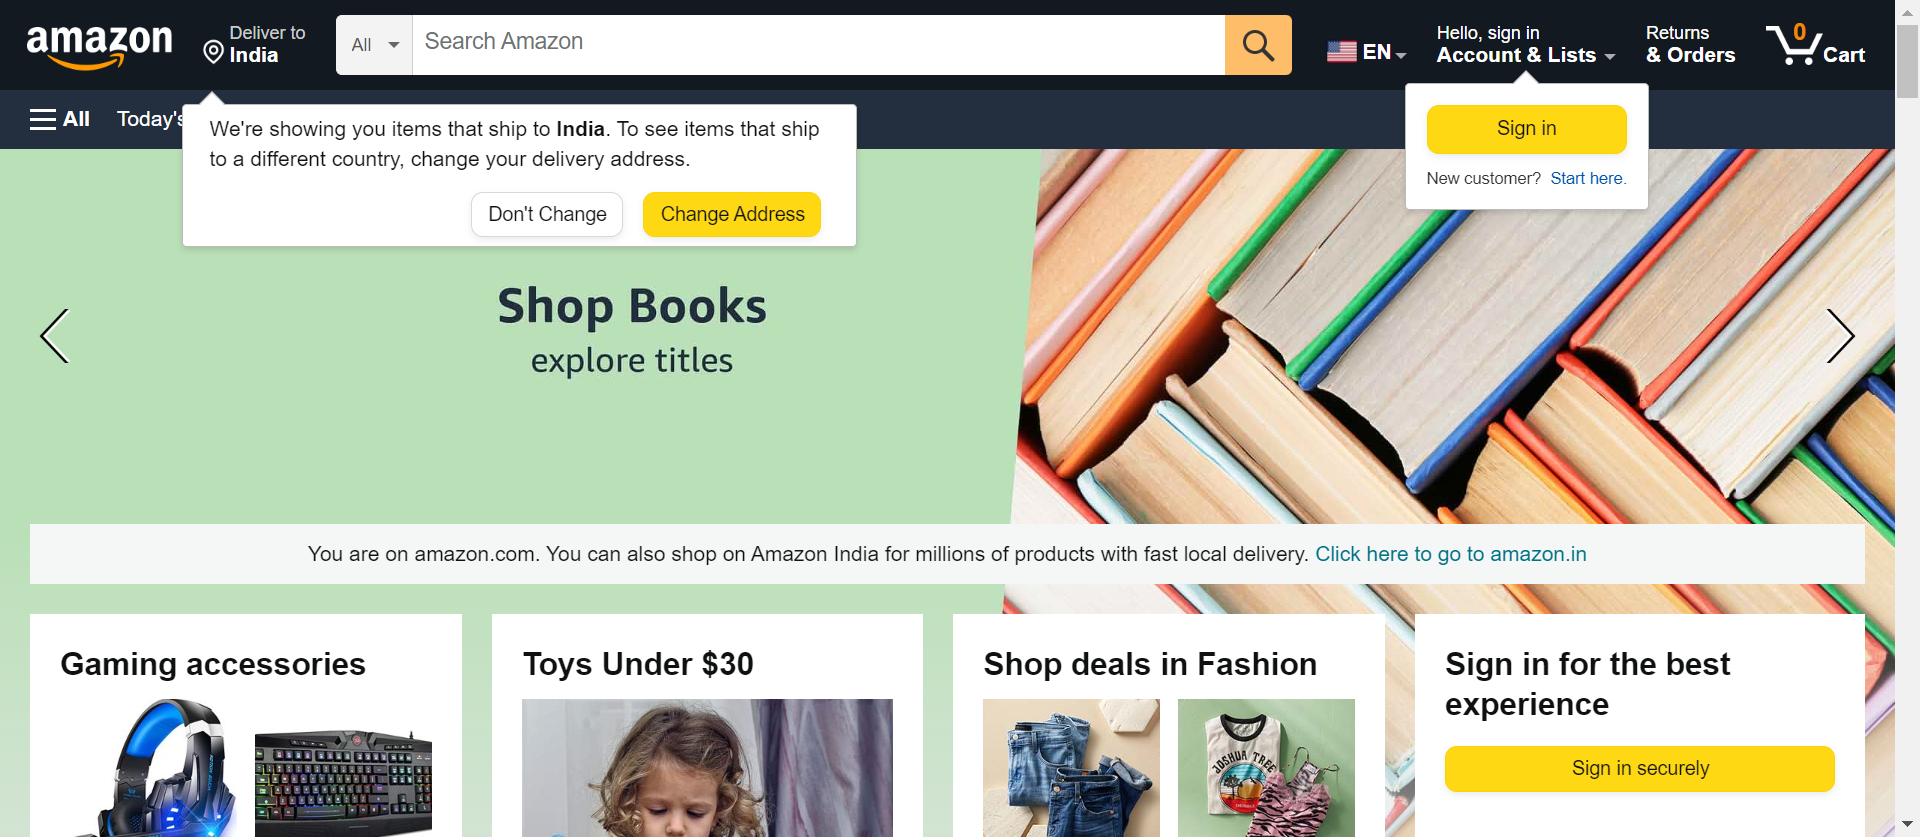 amazon
Deliver to
India
All
Search Amazon
EN
Hello, sign in
Account & Lists
Returns
& Orders
0
Cart
All
Today's
We're showing you items that ship to India. To see items that ship
to a different country, change your delivery address.
Don't Change
Change Address
Sign in
New customer? Start here.
Shop Books
explore titles
You are on amazon.com. You can also shop on Amazon India for millions of products with fast local delivery. Click here to go to amazon.in
Gaming accessories
Toys Under $30
Shop deals in Fashion
Sign in for the best
experience
Sign in securely
JOSHUA TREE